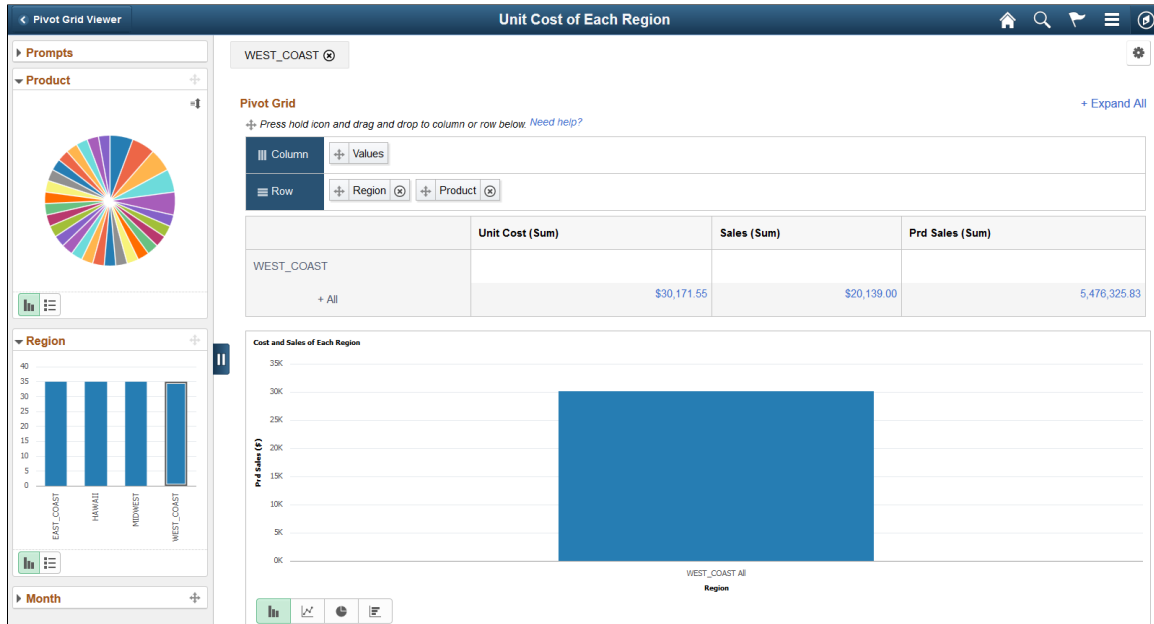 Pivot Grid Viewer
Unit Cost of Each Region
Prompts
Product
Region
40
35
30
25
20
15
10
5
0
EAST_COAST
HAWAII
MIDWEST
WEST_COAST
Month
WEST_COAST
Pivot Grid
+ Expand All
Press hold icon and drag and drop to column or row below. Need help?
Column Values
Row Region Product
Unit Cost (Sum) Sales (Sum) Prd Sales (Sum)
WEST_COAST
+ All $30,171.55 $20,139.00 5,476,325.83
Cost and Sales of Each Region
Prd Sales ($)
35K
30K
25K
20K
15K
10K
5K
0K
WEST_COAST All
Region